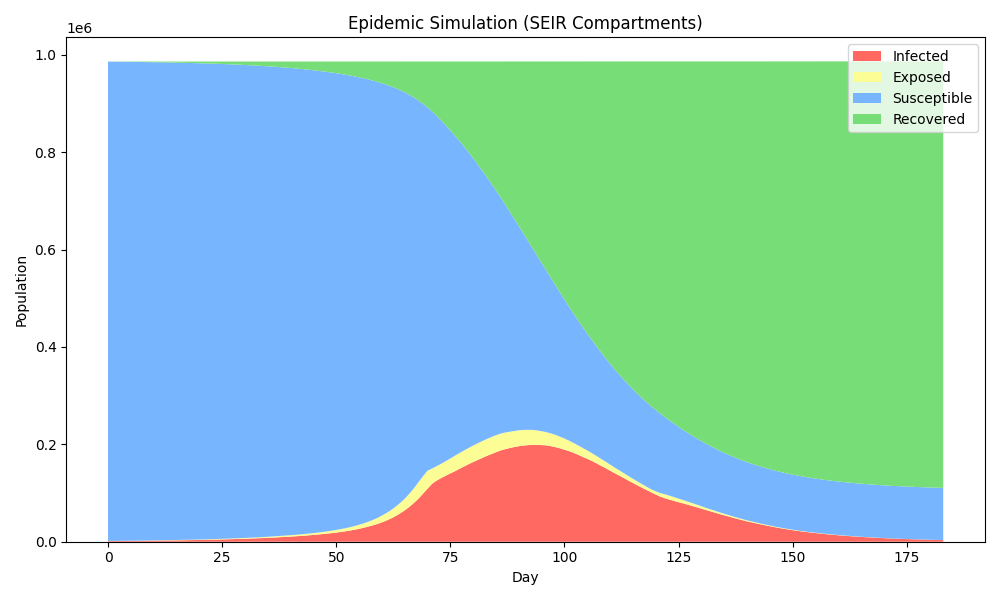 Epidemic Simulation (SEIR Compartments)
1e6
Infected
Exposed
Susceptible
Recovered
1.0
0.8
0.6
0.4
0.2
0.0
Population
0 25 50 75 100 125 150 175
Day